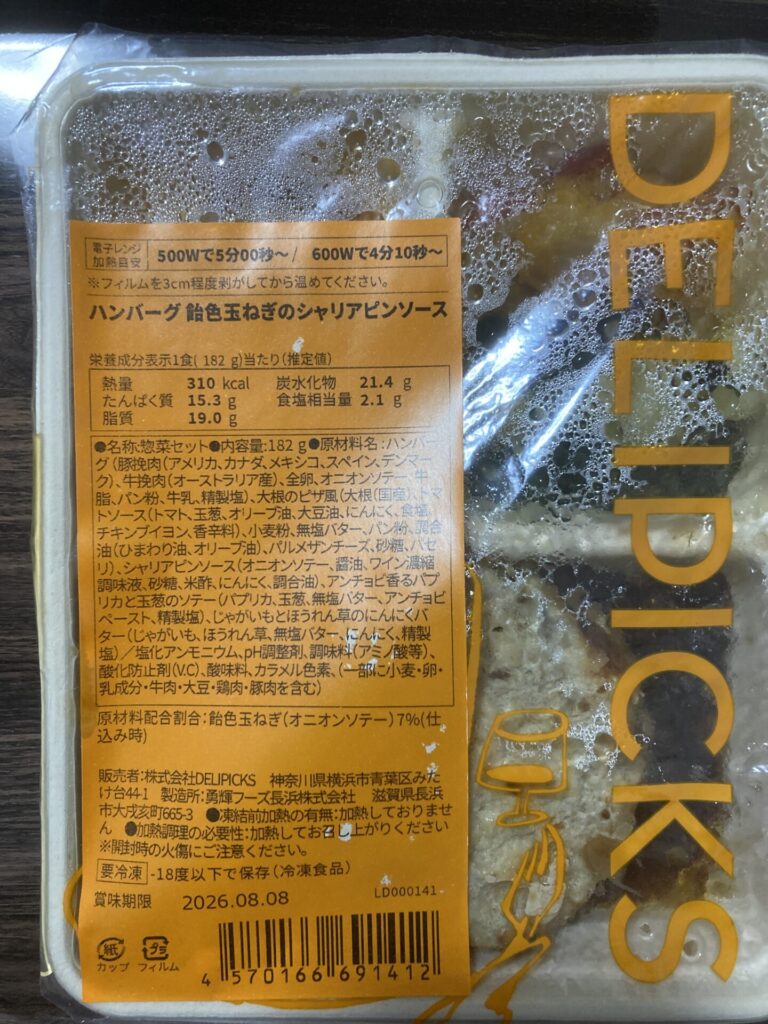 DELIPICKS
電子レンジ
加熱目安
500Wで5分00秒～/ 600Wで4分10秒～
※フィルムを3cm程度剥がしてから温めてください。
ハンバーグ 飴色玉ねぎのシャリアピンソース
栄養成分表示1食( 182 g)当たり(推定値)
熱量 310 kcal 炭水化物 21.4 g
たんぱく質 15.3 g 食塩相当量 2.1 g
脂質 19.0 g
●名称:惣菜セット●内容量:182 g●原材料名:ハンバー
グ(豚挽肉(アメリカ、カナダ、メキシコ、スペイン、デンマー
ク)、牛挽肉(オーストラリア産)、全卵、オニオンソテー、牛
脂、パン粉、牛乳、精製塩)、大根のピザ風(大根(国産)、トマ
トソース(トマト、玉葱、オリーブ油、大豆油、にんにく、食塩、
チキンブイヨン、香辛料)、小麦粉、無塩バター、パン粉、調合
油(ひまわり油、オリーブ油)、パルメザンチーズ、砂糖、パセ
リ)、シャリアピンソース(オニオンソテー、醤油、ワイン濃縮
調味液、砂糖、米酢、にんにく、調合油)、アンチョビ香るパプ
リカと玉葱のソテー(パプリカ、玉葱、無塩バター、アンチョビ
ペースト、精製塩)、じゃがいもとほうれん草のにんにくバ
ター(じゃがいも、ほうれん草、無塩バター、にんにく、精製
塩)／塩化アンモニウム、pH調整剤、調味料(アミノ酸等)、
酸化防止剤(V.C)、酸味料、カラメル色素、(一部に小麦・卵・
乳成分・牛肉・大豆・鶏肉・豚肉を含む)
原材料配合割合:飴色玉ねぎ(オニオンソテー)7%(仕
込み時)
販売者:株式会社DELIPICKS 神奈川県横浜市青葉区みた
け台44-1 製造所:勇輝フーズ長浜株式会社 滋賀県長浜
市大戌亥町665-3 ●凍結前加熱の有無:加熱しておりませ
ん ●加熱調理の必要性:加熱してお召し上がりください
※開封時の火傷にご注意ください。
要冷凍 -18度以下で保存(冷凍食品)
賞味期限 2026.08.08 LD000141
紙 プラ
カップ フィルム
4 570166 691412